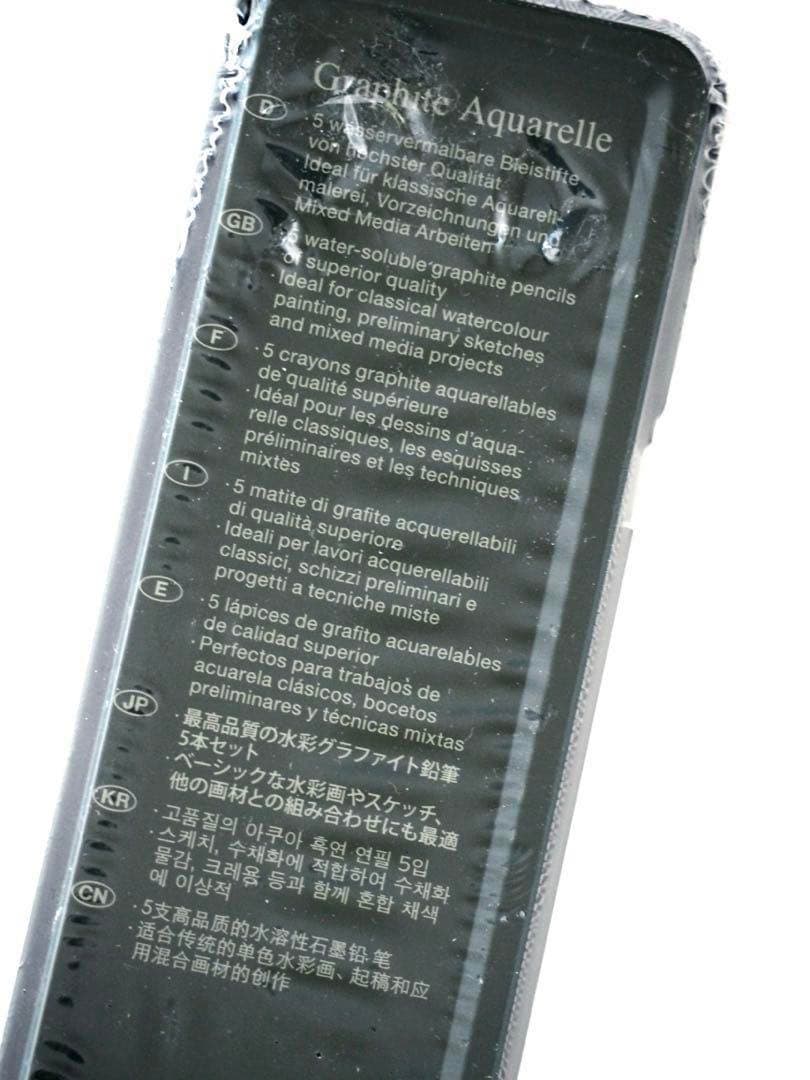 Graphite Aquarelle
D
· 5 wasservermalbare Bleistifte
von höchster Qualität
· Ideal für klassische Aquarell-
malerei, Vorzeichnungen und
Mixed Media Arbeiten
GB
· 5 water-soluble graphite pencils
of superior quality
· Ideal for classical watercolour
painting, preliminary sketches
and mixed media projects
F
· 5 crayons graphite aquarellables
de qualité supérieure
· Idéal pour les dessins d'aqua-
relle classiques, les esquisses
préliminaires et les techniques
mixtes
I
· 5 matite di grafite acquerellabili
di qualità superiore
· Ideali per lavori acquerellabili
classici, schizzi preliminari e
progetti a tecniche miste
E
· 5 lápices de grafito acuarelables
de calidad superior
· Perfectos para trabajos de
acuarela clásicos, bocetos
preliminares y técnicas mixtas
JP
· 最高品質の水彩グラファイト鉛筆
5本セット
· ベーシックな水彩画やスケッチ、
他の画材との組み合わせにも最適
KR
· 고품질의 아쿠아 흑연 연필 5입
· 스케치, 수채화에 적합하여 수채화
물감, 크레용 등과 함께 혼합 채색
에 이상적
CN
· 5支高品质的水溶性石墨铅笔
· 适合传统的单色水彩画、起稿和应
用混合画材的创作